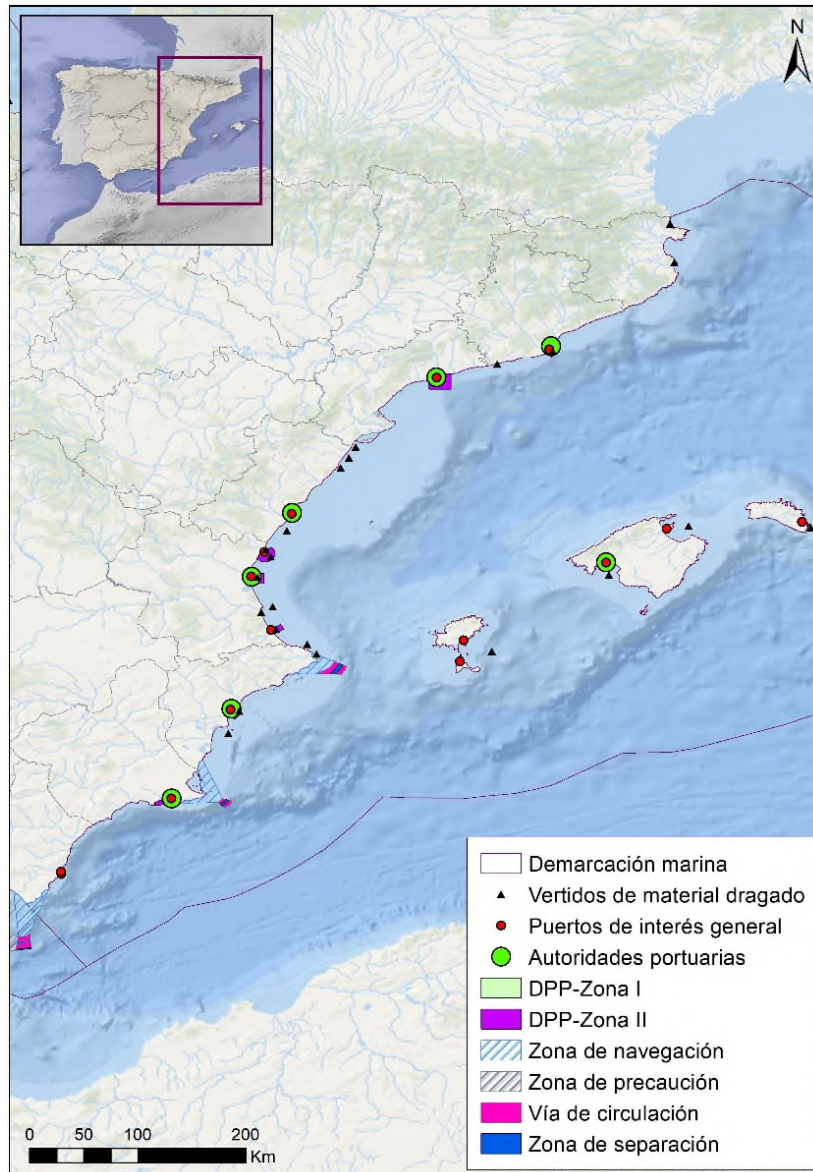 N
Demarcación marina
Vertidos de material dragado
Puertos de interés general
Autoridades portuarias
DPP-Zona I
DPP-Zona II
Zona de navegación
Zona de precaución
Vía de circulación
Zona de separación
0 50 100 200
Km